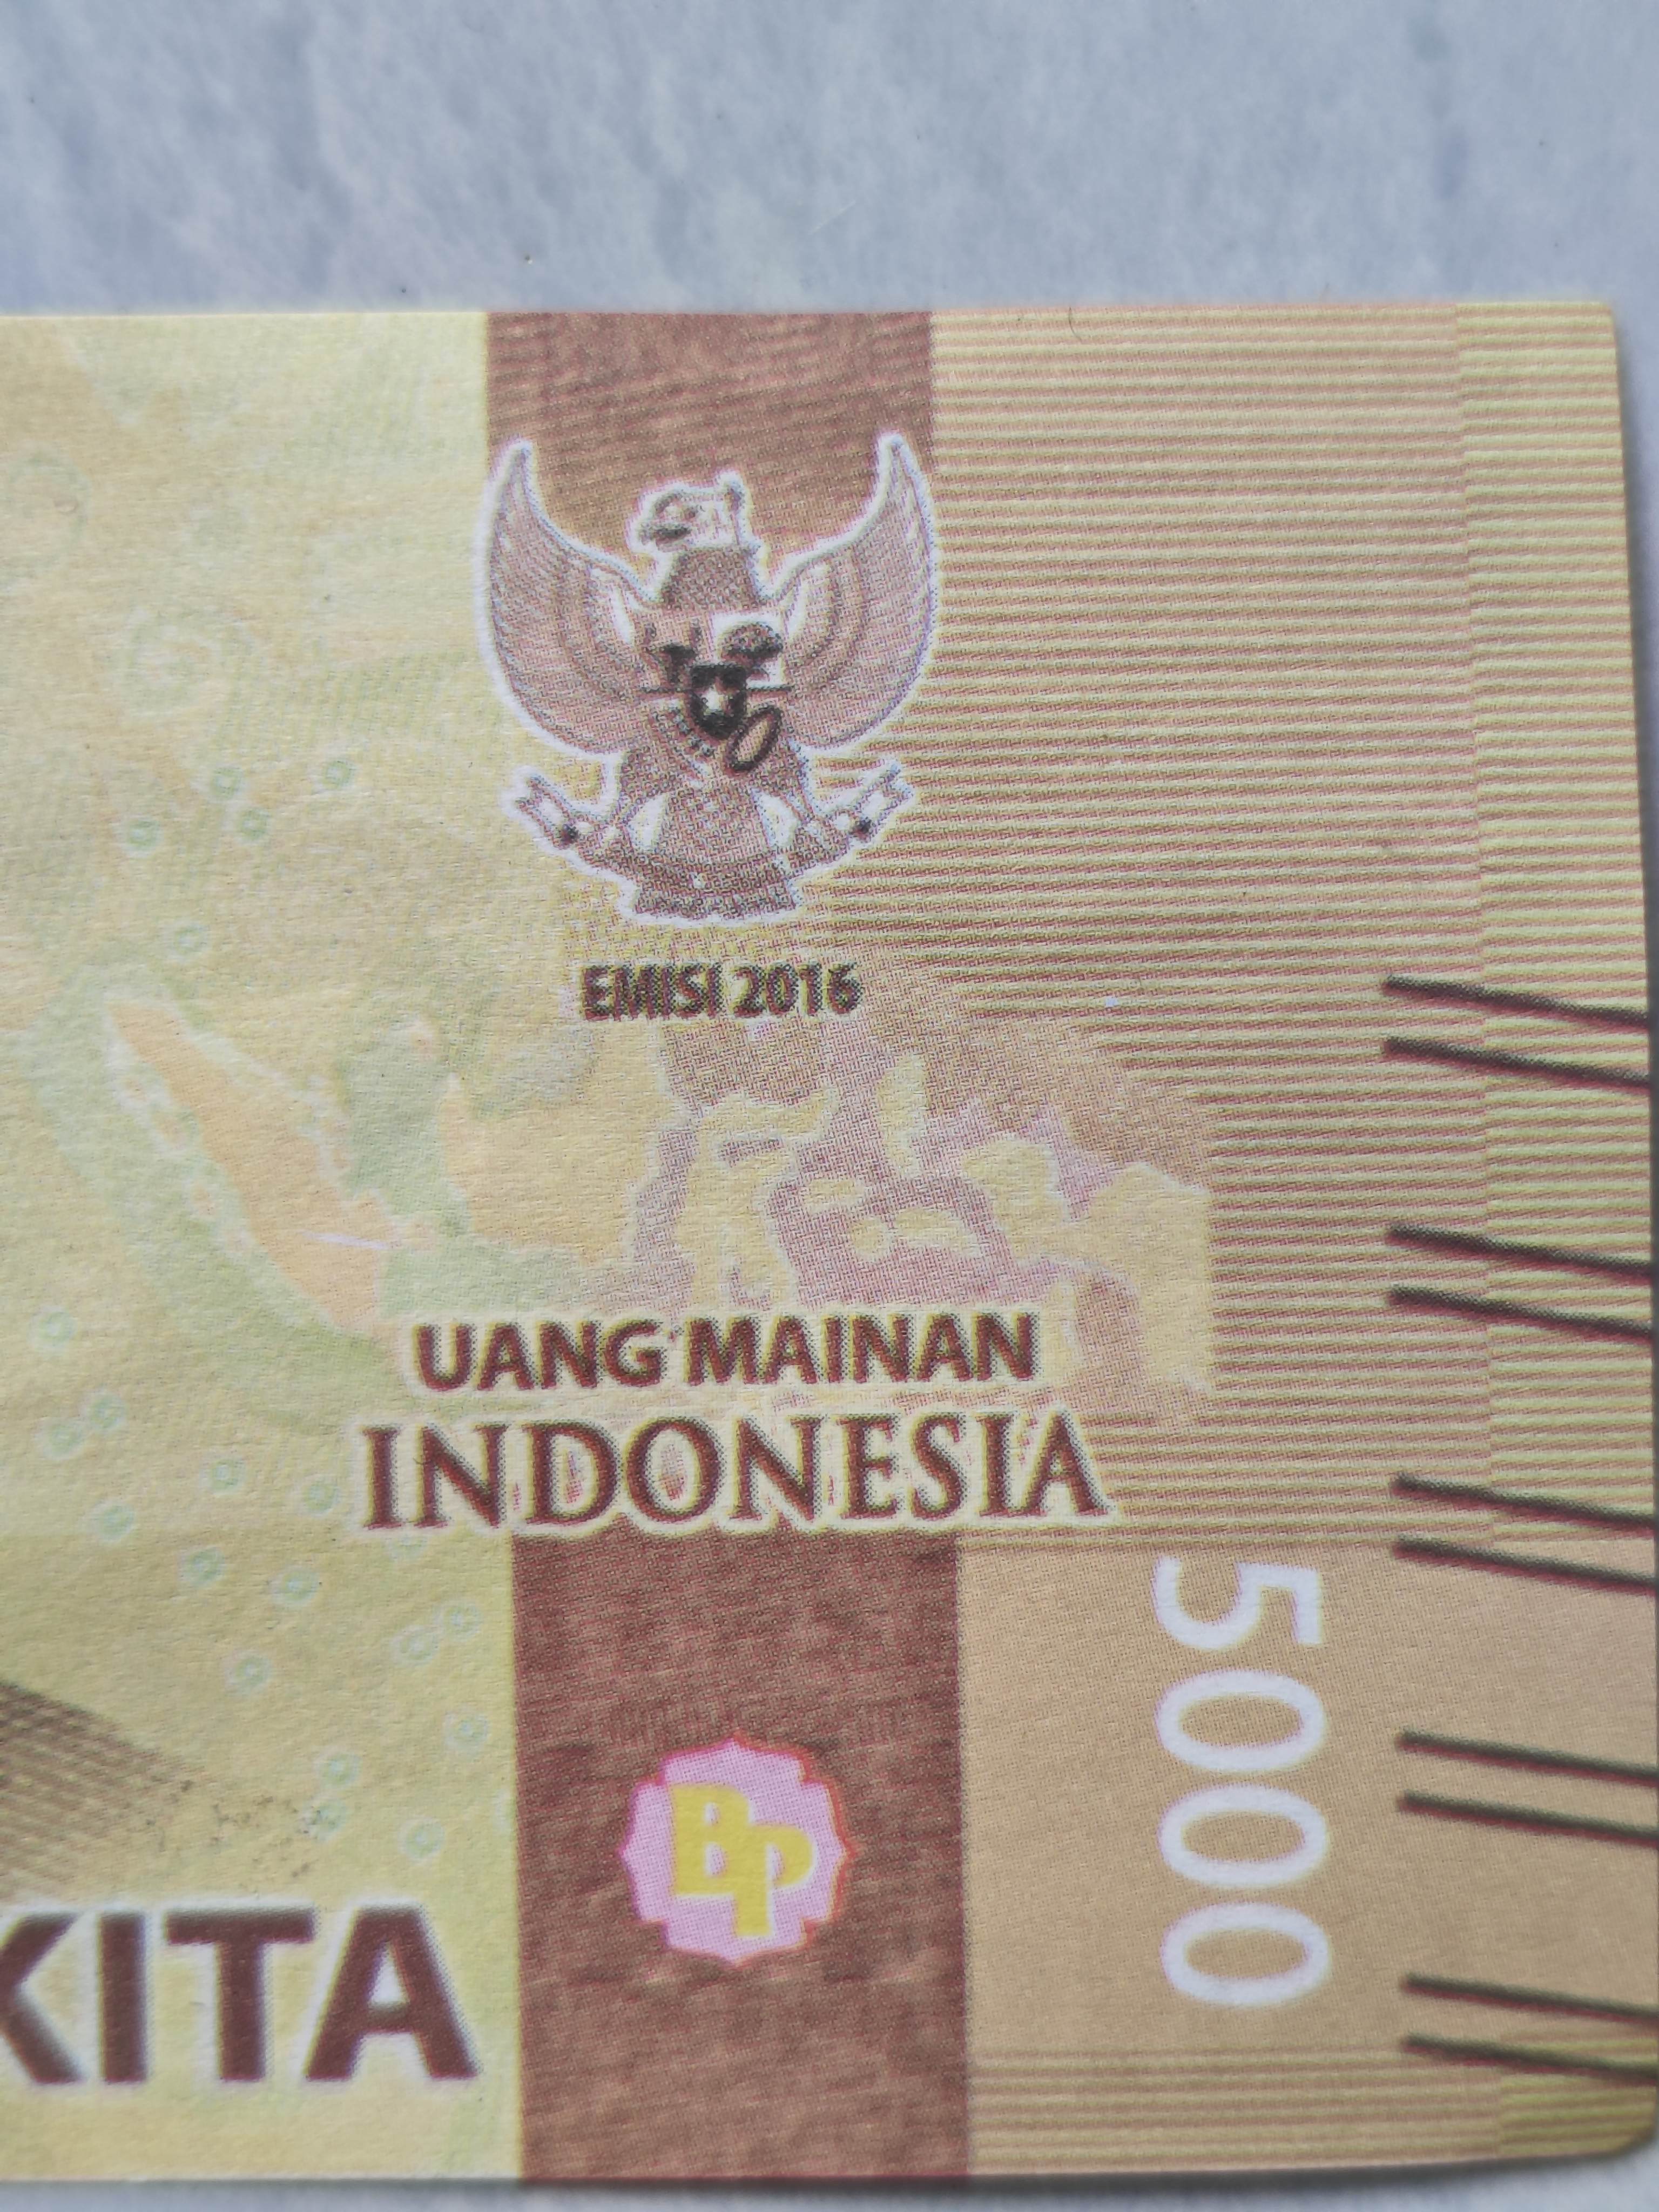 EMISI 2016
UANG MAINAN
INDONESIA
5000
BP
KITA